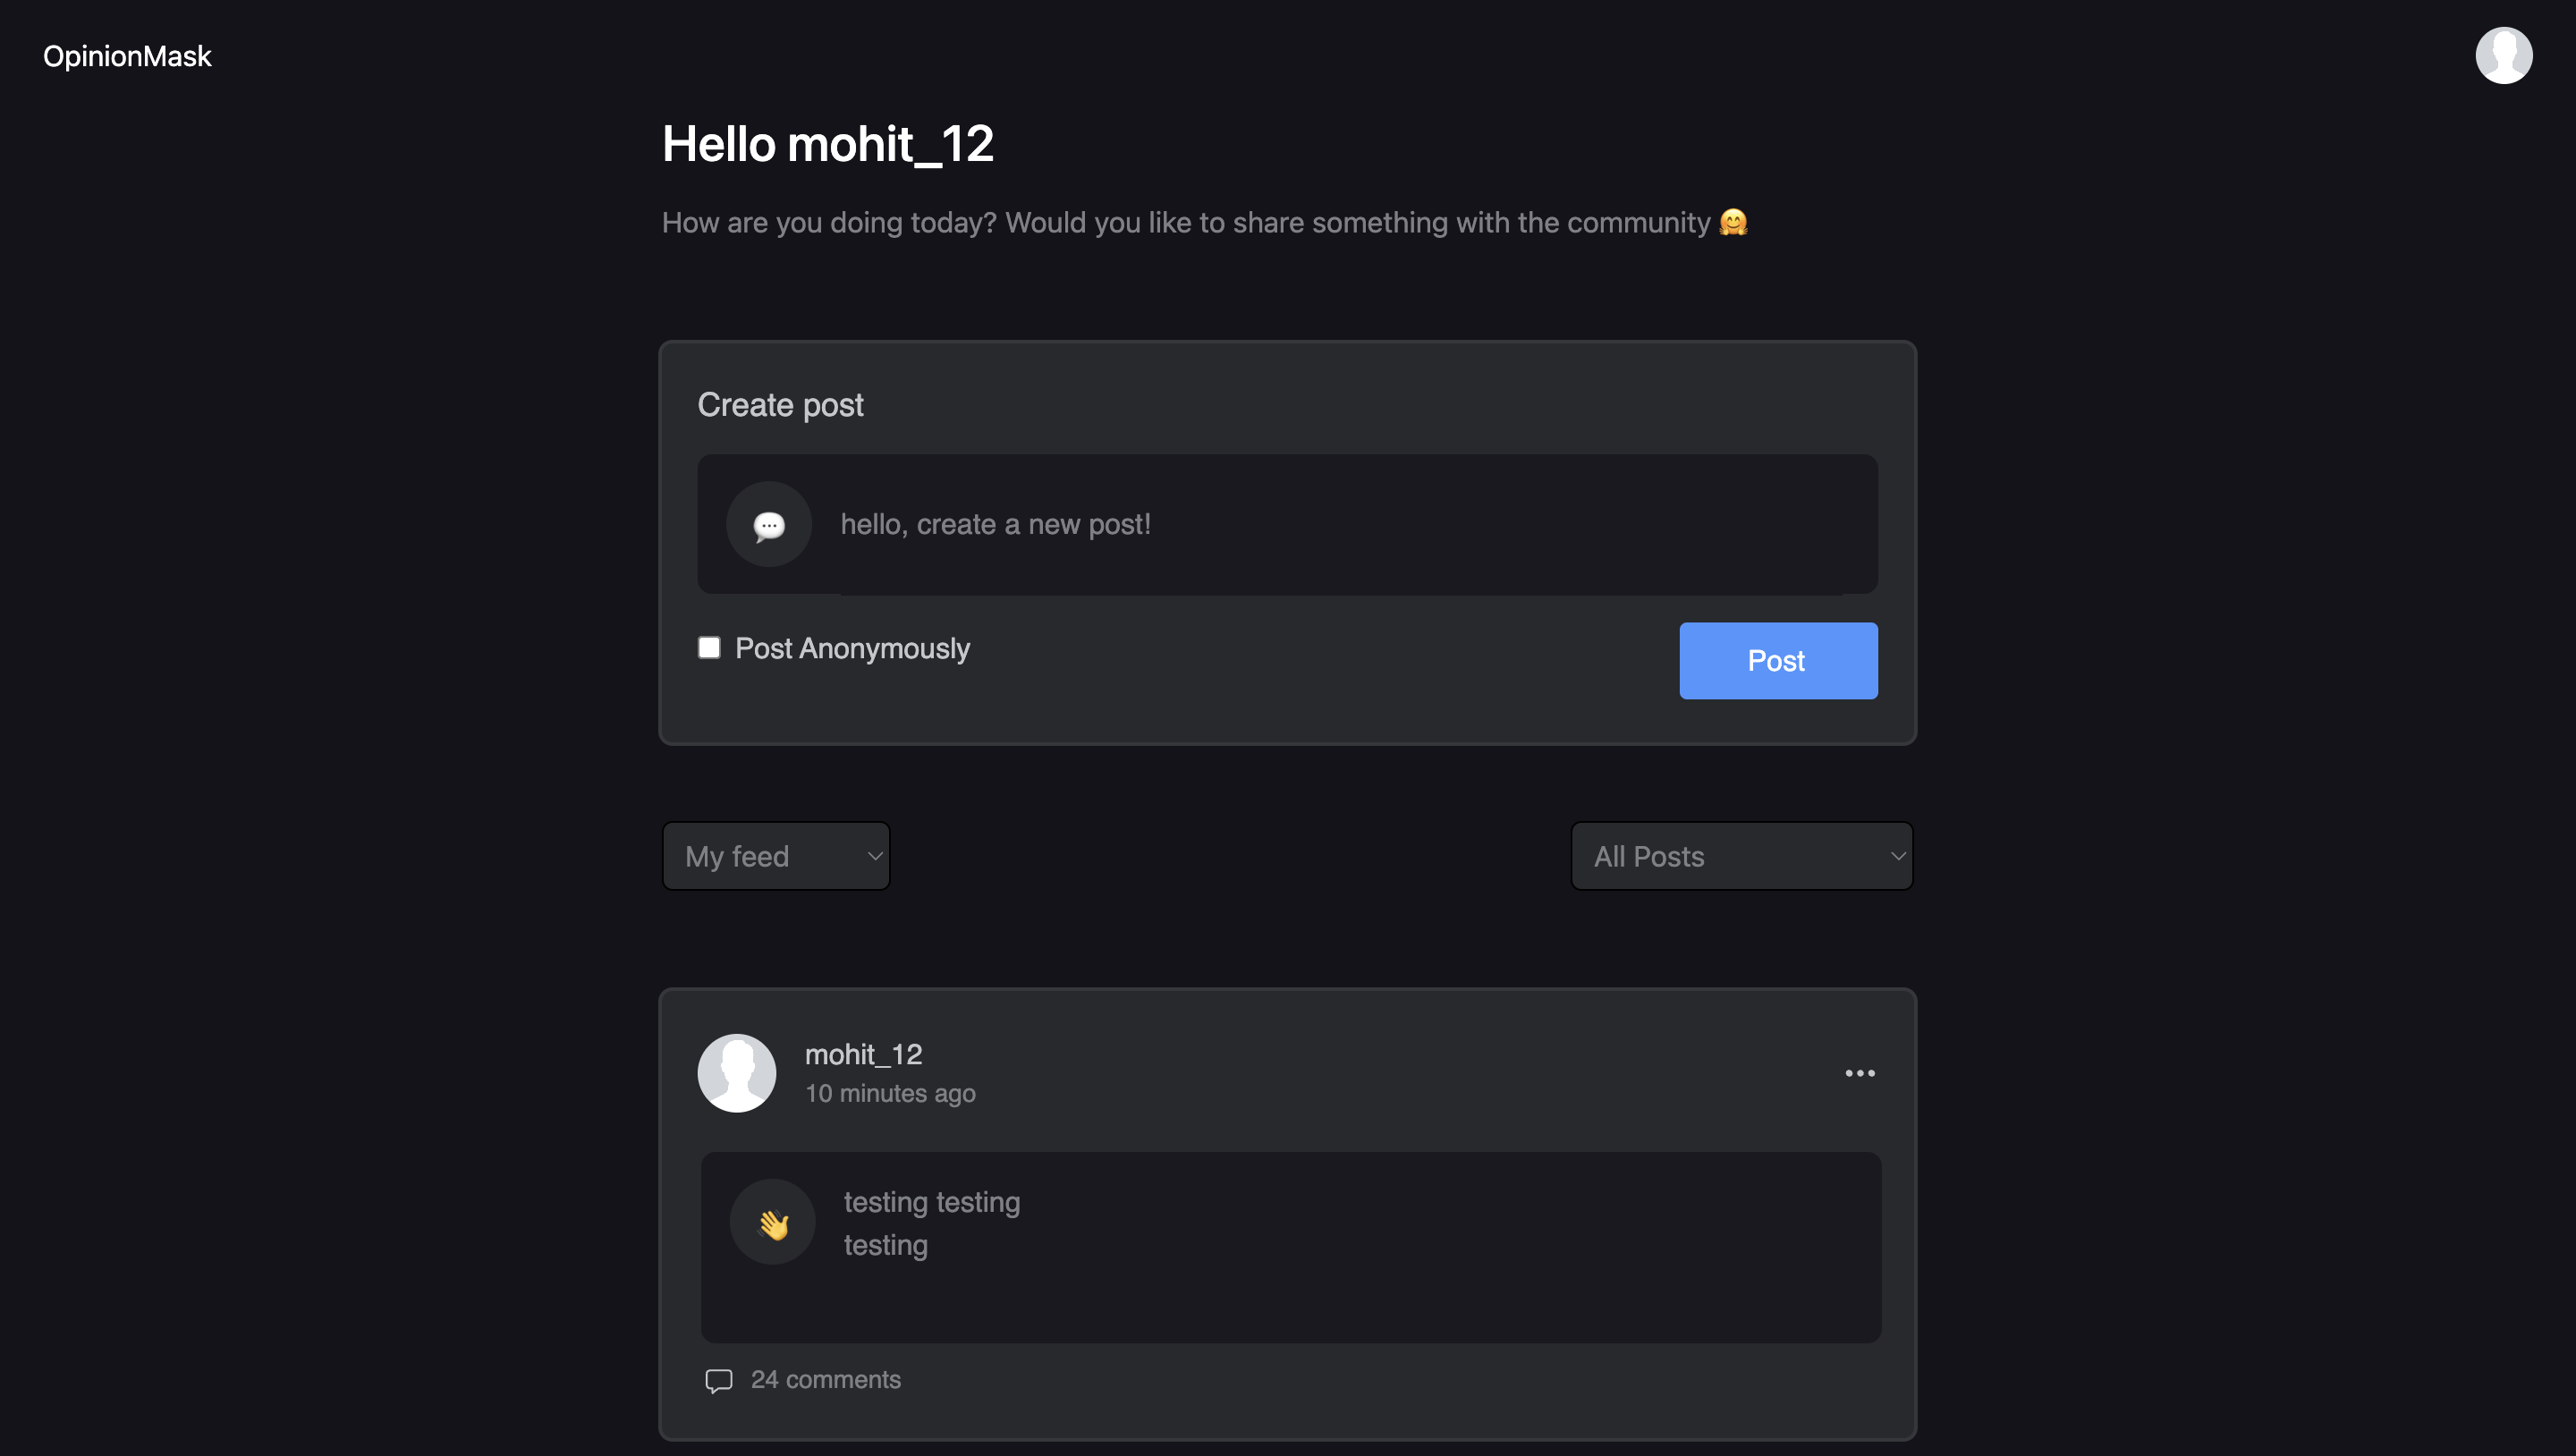 OpinionMask
Hello mohit_12
How are you doing today? Would you like to share something with the community 🤗
Create post
hello, create a new post!
Post Anonymously
Post
My feed
All Posts
mohit_12
10 minutes ago
testing testing
testing
24 comments